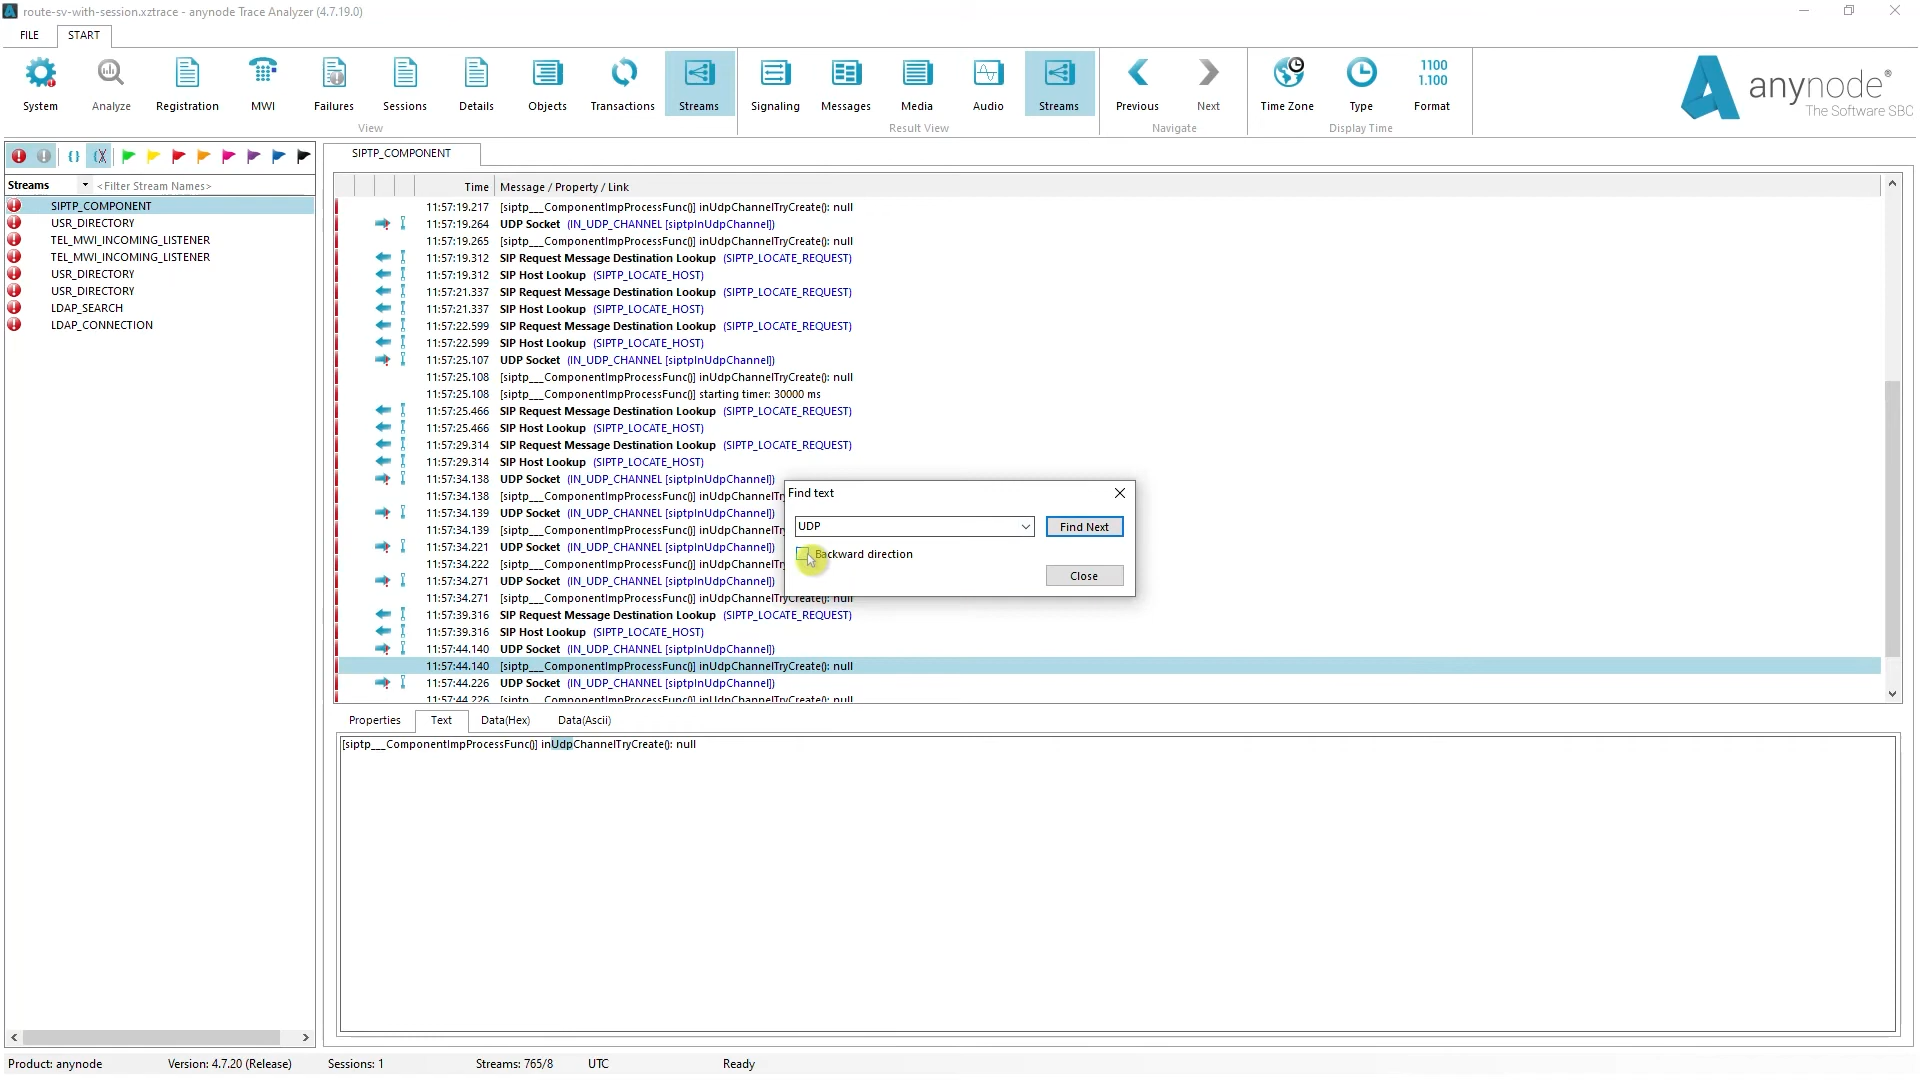 route-sv-with-session.xztrace - anynode Trace Analyzer (4.7.19.0)
FILE START
System Analyze Registration MWI Failures Sessions Details Objects Transactions Streams Signaling Messages Media Audio Streams Previous Next Time Zone Type Format
1100
1.100
View Result View Navigate Display Time
anynode®
The Software SBC
Streams <Filter Stream Names>
SIPTP_COMPONENT
USR_DIRECTORY
TEL_MWI_INCOMING_LISTENER
TEL_MWI_INCOMING_LISTENER
USR_DIRECTORY
USR_DIRECTORY
LDAP_SEARCH
LDAP_CONNECTION
SIPTP_COMPONENT
Time Message / Property / Link
11:57:19.217 [siptp___ComponentImpProcessFunc()] inUdpChannelTryCreate(): null
11:57:19.264 UDP Socket (IN_UDP_CHANNEL [siptpInUdpChannel])
11:57:19.265 [siptp___ComponentImpProcessFunc()] inUdpChannelTryCreate(): null
11:57:19.312 SIP Request Message Destination Lookup (SIPTP_LOCATE_REQUEST)
11:57:19.312 SIP Host Lookup (SIPTP_LOCATE_HOST)
11:57:21.337 SIP Request Message Destination Lookup (SIPTP_LOCATE_REQUEST)
11:57:21.337 SIP Host Lookup (SIPTP_LOCATE_HOST)
11:57:22.599 SIP Request Message Destination Lookup (SIPTP_LOCATE_REQUEST)
11:57:22.599 SIP Host Lookup (SIPTP_LOCATE_HOST)
11:57:25.107 UDP Socket (IN_UDP_CHANNEL [siptpInUdpChannel])
11:57:25.108 [siptp___ComponentImpProcessFunc()] inUdpChannelTryCreate(): null
11:57:25.108 [siptp___ComponentImpProcessFunc()] starting timer: 30000 ms
11:57:25.466 SIP Request Message Destination Lookup (SIPTP_LOCATE_REQUEST)
11:57:25.466 SIP Host Lookup (SIPTP_LOCATE_HOST)
11:57:29.314 SIP Request Message Destination Lookup (SIPTP_LOCATE_REQUEST)
11:57:29.314 SIP Host Lookup (SIPTP_LOCATE_HOST)
11:57:34.138 UDP Socket (IN_UDP_CHANNEL [siptpInUdpChannel])
11:57:34.138 [siptp___ComponentImpProcessFunc()] inUdpChannelTr
11:57:34.139 UDP Socket (IN_UDP_CHANNEL [siptpInUdpChannel])
11:57:34.139 [siptp___ComponentImpProcessFunc()] inUdpChannelTr
11:57:34.221 UDP Socket (IN_UDP_CHANNEL [siptpInUdpChannel])
11:57:34.222 [siptp___ComponentImpProcessFunc()] inUdpChannelTr
11:57:34.271 UDP Socket (IN_UDP_CHANNEL [siptpInUdpChannel])
11:57:34.271 [siptp___ComponentImpProcessFunc()] inUdpChannelTryCreate(): null
11:57:39.316 SIP Request Message Destination Lookup (SIPTP_LOCATE_REQUEST)
11:57:39.316 SIP Host Lookup (SIPTP_LOCATE_HOST)
11:57:44.140 UDP Socket (IN_UDP_CHANNEL [siptpInUdpChannel])
11:57:44.140 [siptp___ComponentImpProcessFunc()] inUdpChannelTryCreate(): null
11:57:44.226 UDP Socket (IN_UDP_CHANNEL [siptpInUdpChannel])
11:57:44.226 [siptp___ComponentImpProcessFunc()] inUdpChannelTryCreate(): null
Find text
UDP Find Next
Backward direction
Close
Properties Text Data(Hex) Data(Ascii)
[siptp___ComponentImpProcessFunc()] inUdpChannelTryCreate(): null
Product: anynode Version: 4.7.20 (Release) Sessions: 1 Streams: 765/8 UTC Ready